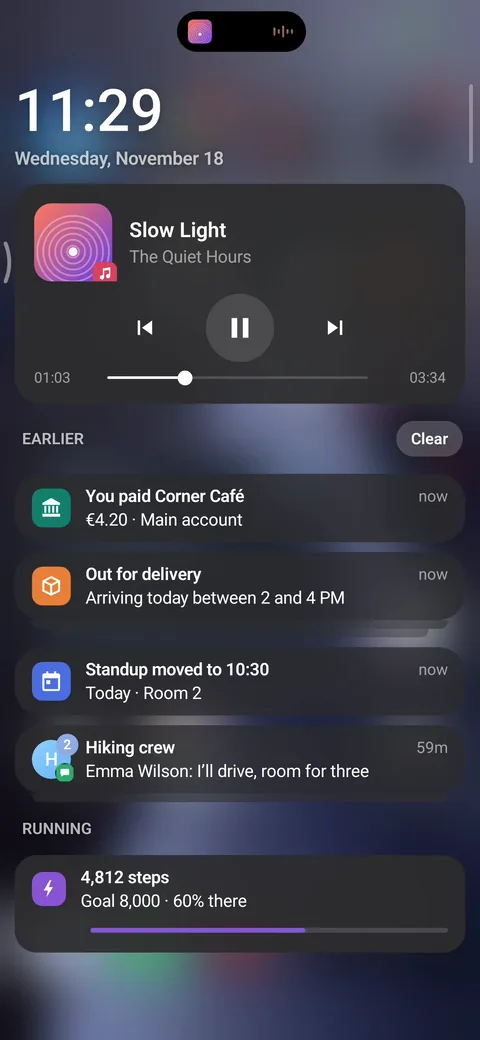 11:29
Wednesday, November 18
Slow Light
The Quiet Hours
01:03
03:34
EARLIER
Clear
You paid Corner Café
now
€4.20 · Main account
Out for delivery
now
Arriving today between 2 and 4 PM
Standup moved to 10:30
now
Today · Room 2
H
2
Hiking crew
59m
Emma Wilson: I’ll drive, room for three
RUNNING
4,812 steps
Goal 8,000 · 60% there